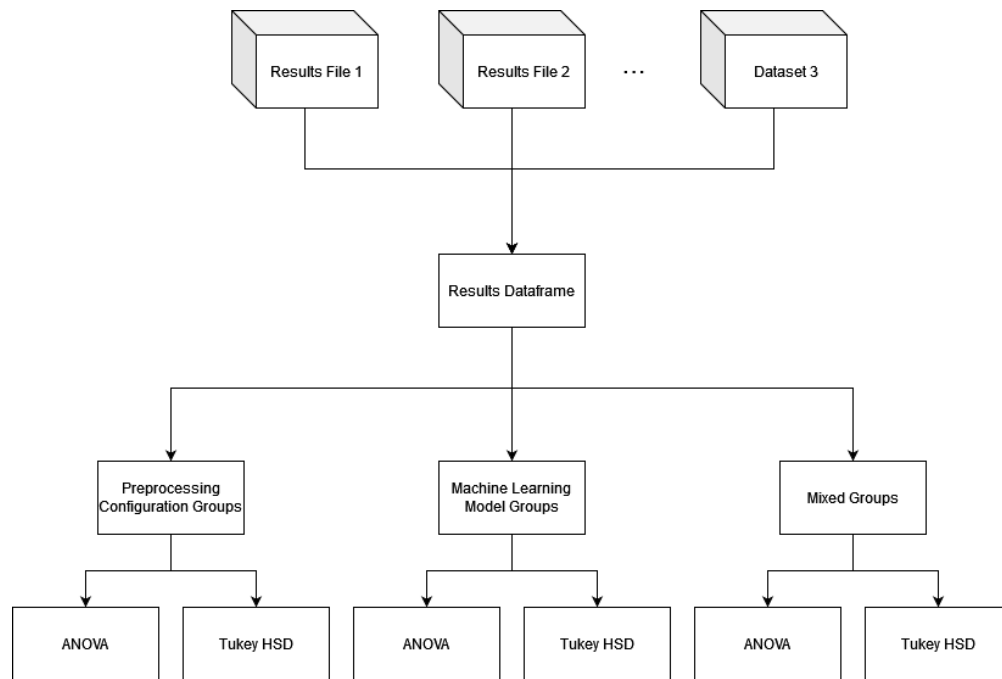 Results File 1
Results File 2
...
Dataset 3
Results Dataframe
Preprocessing
Configuration Groups
Machine Learning
Model Groups
Mixed Groups
ANOVA
Tukey HSD
ANOVA
Tukey HSD
ANOVA
Tukey HSD